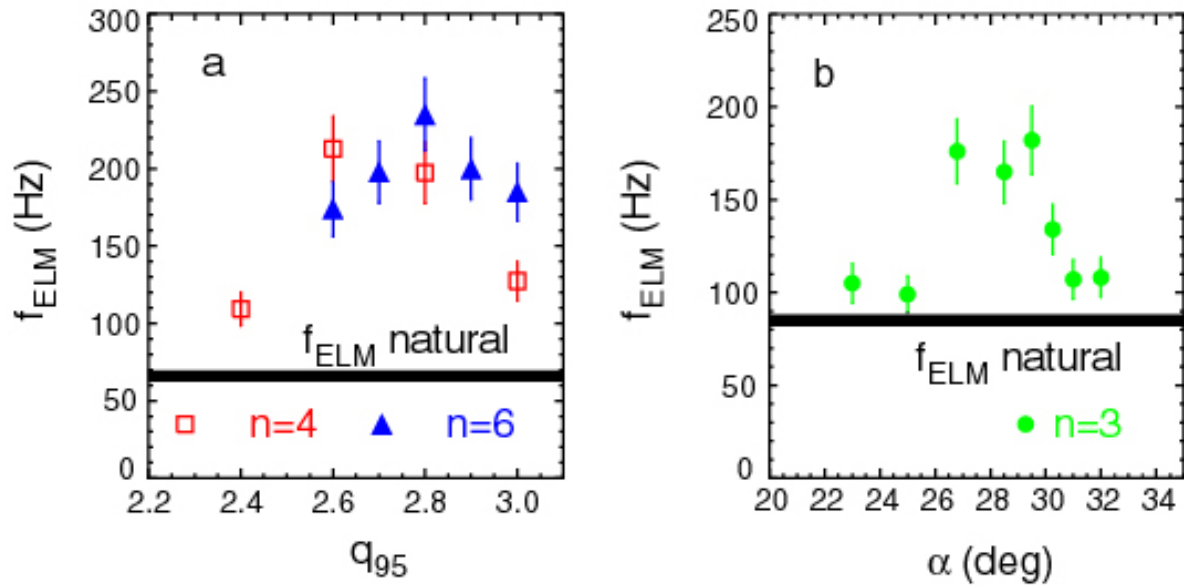 a
300
250
200
150
100
50
0
f_ELM (Hz)
f_ELM natural
n=4 n=6
2.2 2.4 2.6 2.8 3.0
q_95
b
250
200
150
100
50
0
f_ELM (Hz)
f_ELM natural
n=3
20 22 24 26 28 30 32 34
α (deg)